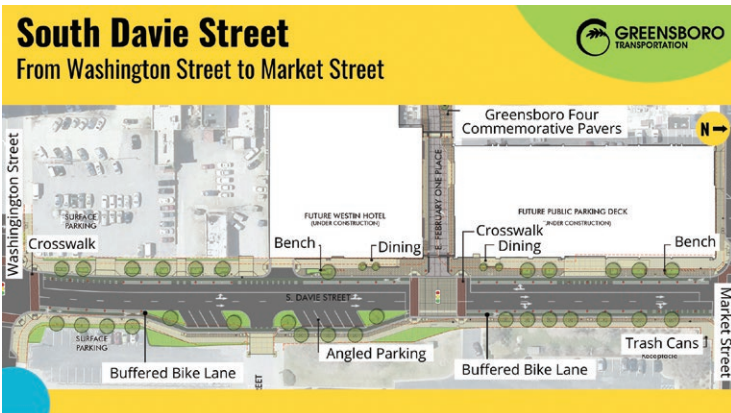 South Davie Street
From Washington Street to Market Street
GREENSBORO
TRANSPORTATION
Greensboro Four
Commemorative Pavers
N
Washingington Street
SURFACE
PARKING
Crosswalk
FUTURE WESTIN HOTEL
(UNDER CONSTRUCTION)
Bench
Dining
E. FEBRUARY ONE PLACE
FUTURE PUBLIC PARKING DECK
(UNDER CONSTRUCTION)
Crosswalk
Dining
Bench
S. DAVIE STREET
Market Street
SURFACE
PARKING
Buffered Bike Lane
Angled Parking
Buffered Bike Lane
Trash Cans
Receptacle